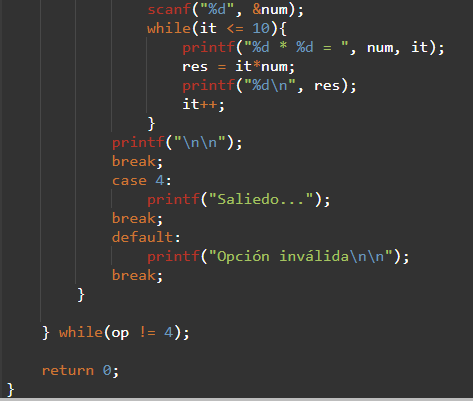 scanf("%d", &num);
while(it <= 10){
printf("%d * %d = ", num, it);
res = it*num;
printf("%d\n", res);
it++;
}
printf("\n\n");
break;
case 4:
printf("Saliedo...");
break;
default:
printf("Opción inválida\n\n");
break;
}
} while(op != 4);
return 0;
}